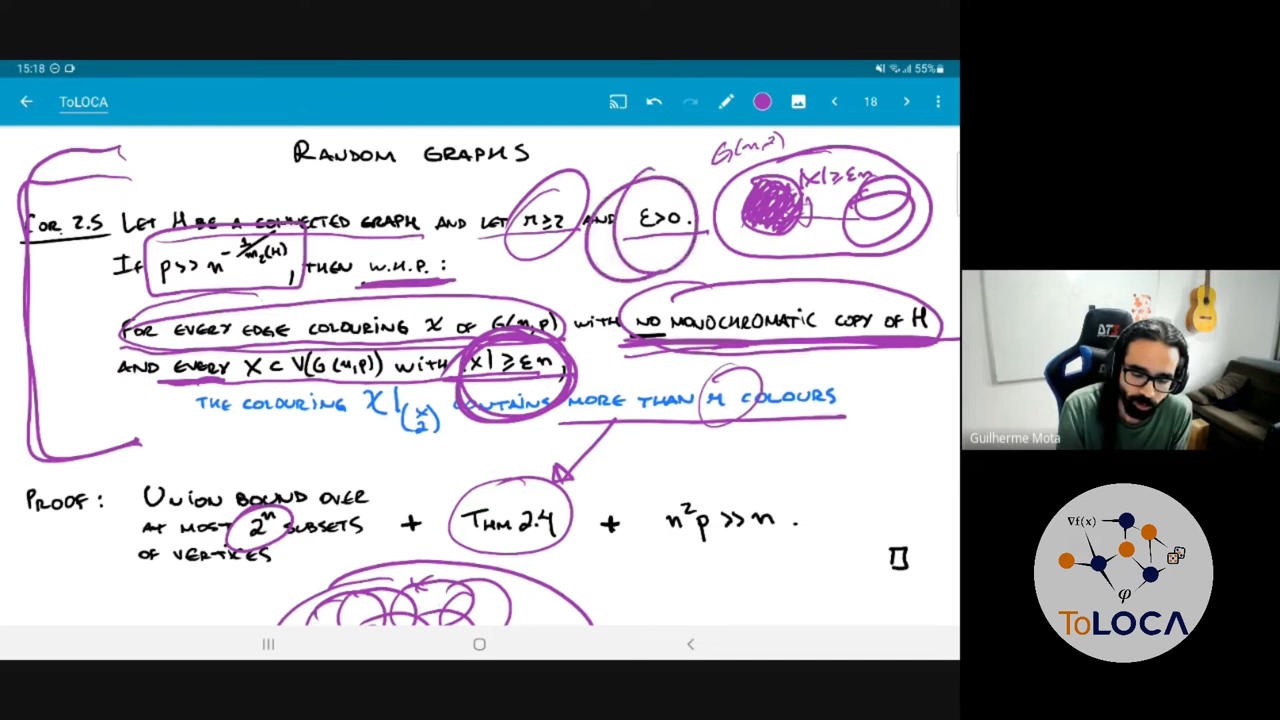 15:18
55%
ToLOCA
18
RANDOM GRAPHS
G(n,p)
|X| ≥ εn
COR 2.5 LET H BE A CONNECTED GRAPH AND LET r ≥ 2 AND ε > 0.
IF p >> n^{-1/m_2(H)}, THEN W.H.P.:
FOR EVERY EDGE COLOURING χ OF G(n,p) WITH NO MONOCHROMATIC COPY OF H
AND EVERY X ⊂ V(G(n,p)) WITH |X| ≥ εn,
THE COLOURING χ|_{(X 2)} CONTAINS MORE THAN r COLOURS
PROOF: UNION BOUND OVER
AT MOST 2^n SUBSETS + THM 2.4 + n²p >> n.
OF VERTICES
Guilherme Mota
DT3
∇f(x)
φ
ToLOCA